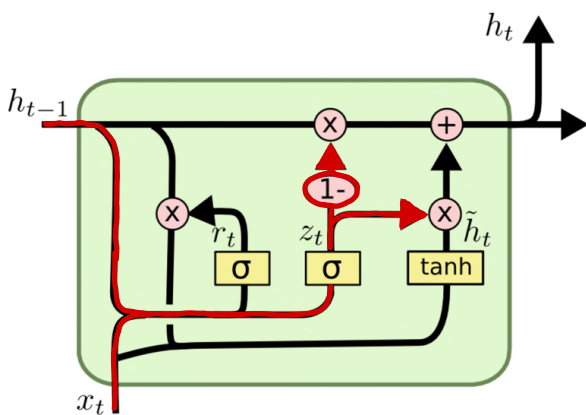 h_t
h_{t-1}
x
+
1-
x
r_t
z_t
x
h̃_t
σ
σ
tanh
x_t